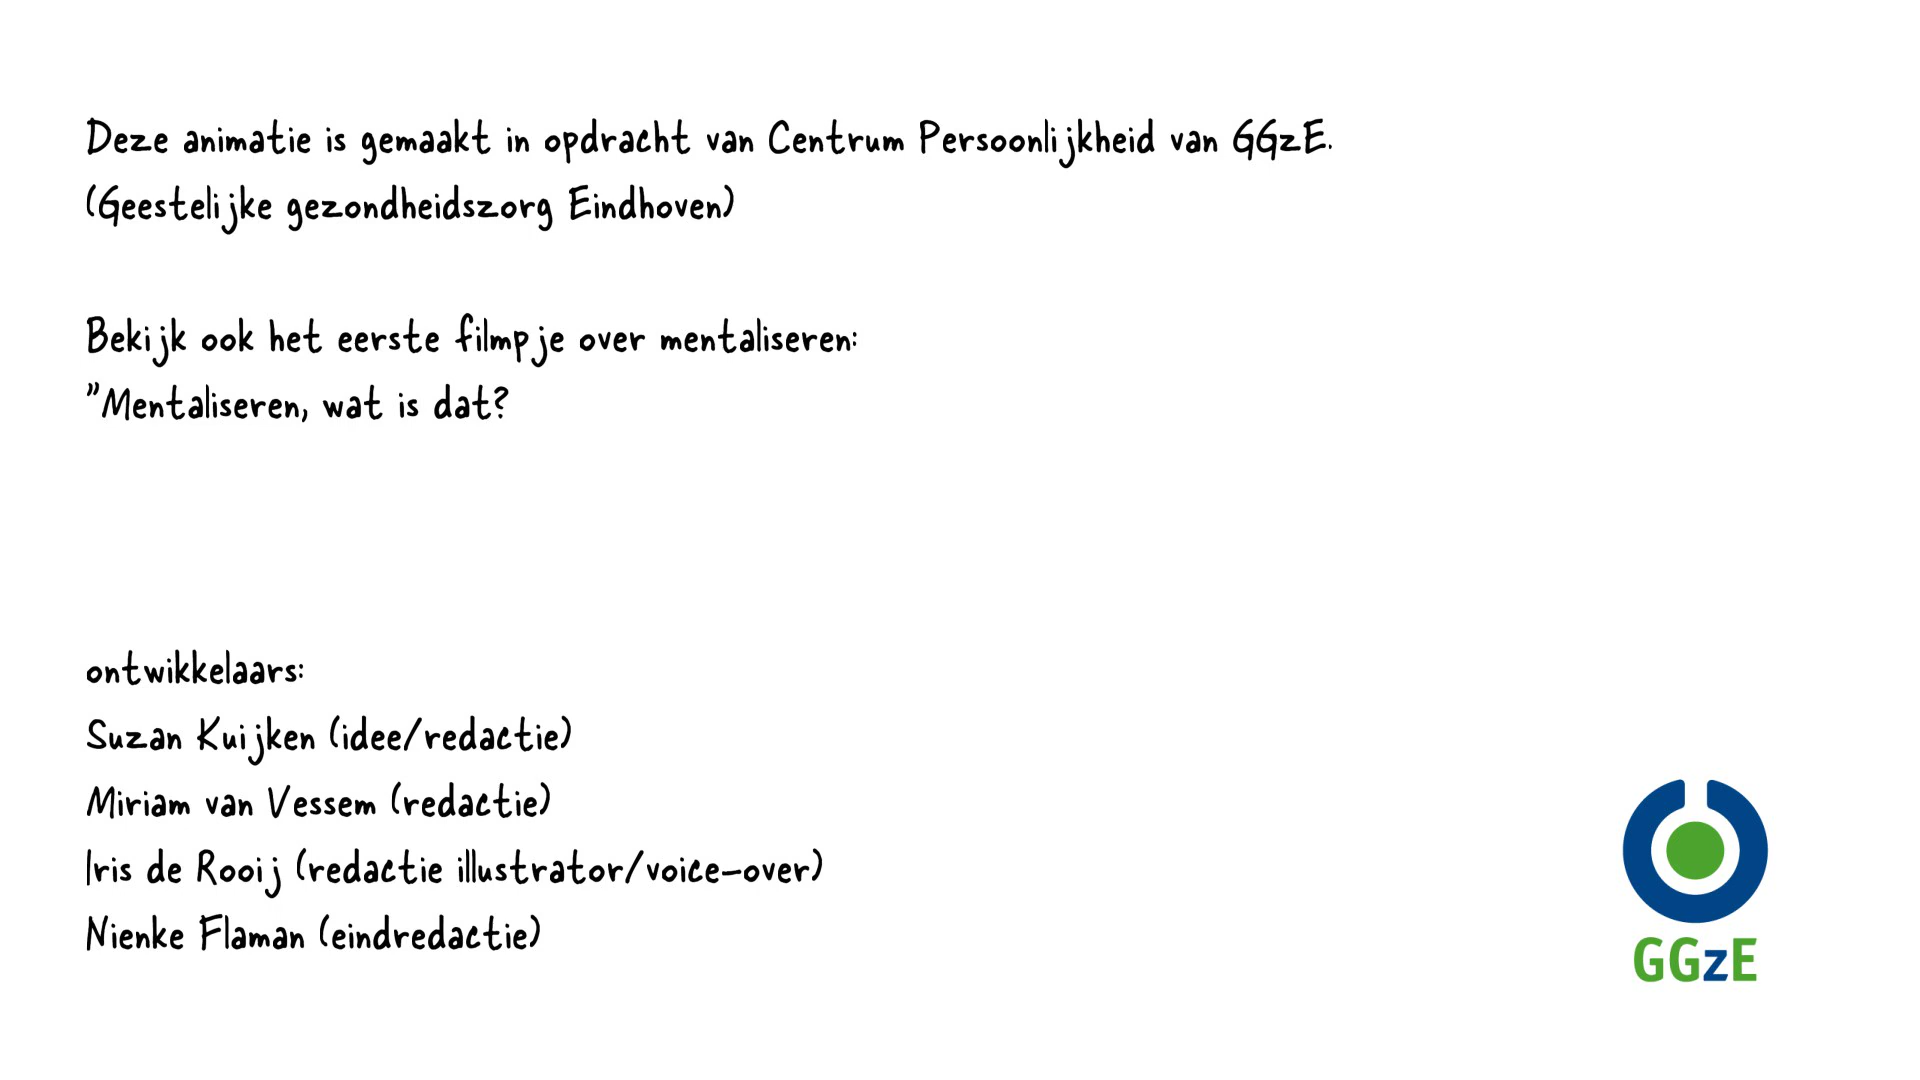 Deze animatie is gemaakt in opdracht van Centrum Persoonlijkheid van GGzE.
(Geestelijke gezondheidszorg Eindhoven)
Bekijk ook het eerste filmpje over mentaliseren:
"Mentaliseren, wat is dat?
ontwikkelaars:
Suzan Kuijken (idee/redactie)
Miriam van Vessem (redactie)
Iris de Rooij (redactie illustrator/voice-over)
Nienke Flaman (eindredactie)
GGzE